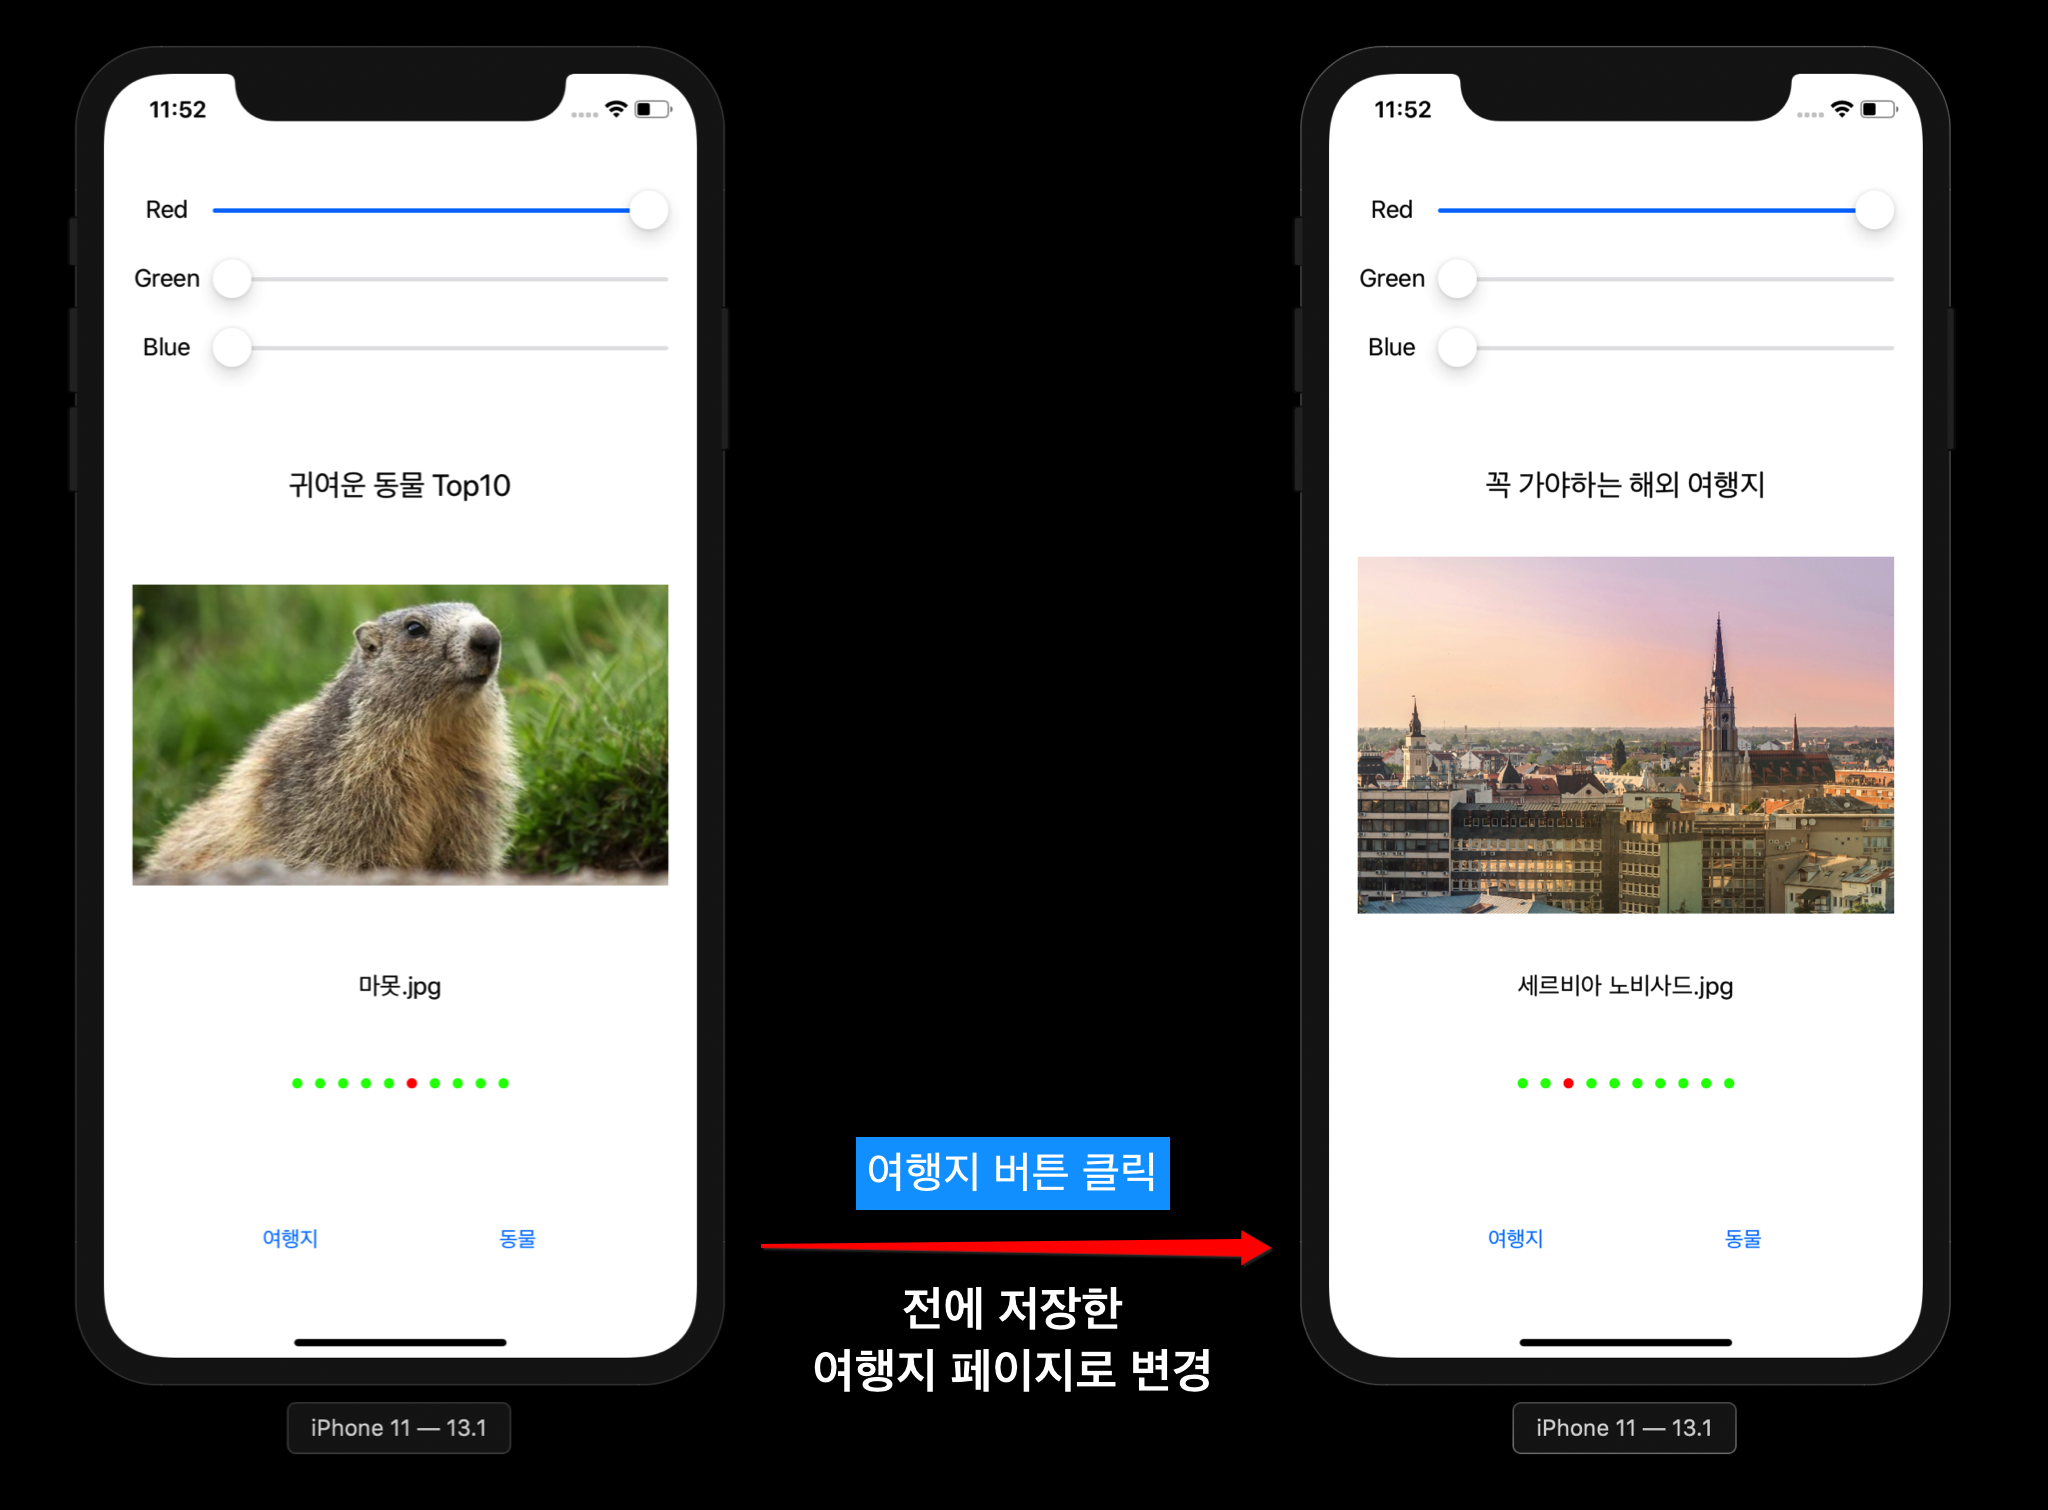 11:52
Red
Green
Blue
귀여운 동물 Top10
마못.jpg
여행지 동물
iPhone 11 — 13.1
여행지 버튼 클릭
전에 저장한
여행지 페이지로 변경
11:52
Red
Green
Blue
꼭 가야하는 해외 여행지
세르비아 노비사드.jpg
여행지 동물
iPhone 11 — 13.1